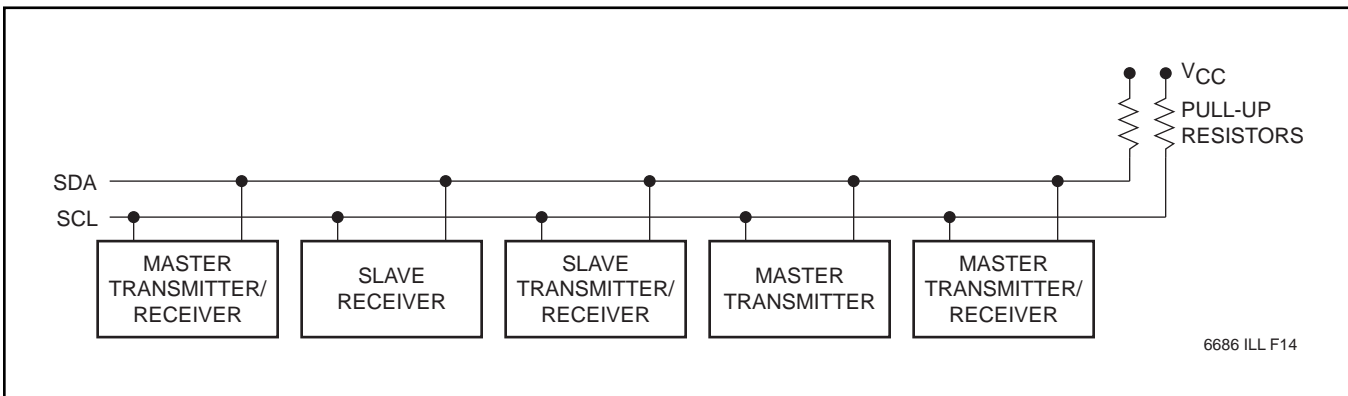 VCC
PULL-UP
RESISTORS
SDA
SCL
MASTER
TRANSMITTER/
RECEIVER
SLAVE
RECEIVER
SLAVE
TRANSMITTER/
RECEIVER
MASTER
TRANSMITTER
MASTER
TRANSMITTER/
RECEIVER
6686 ILL F14